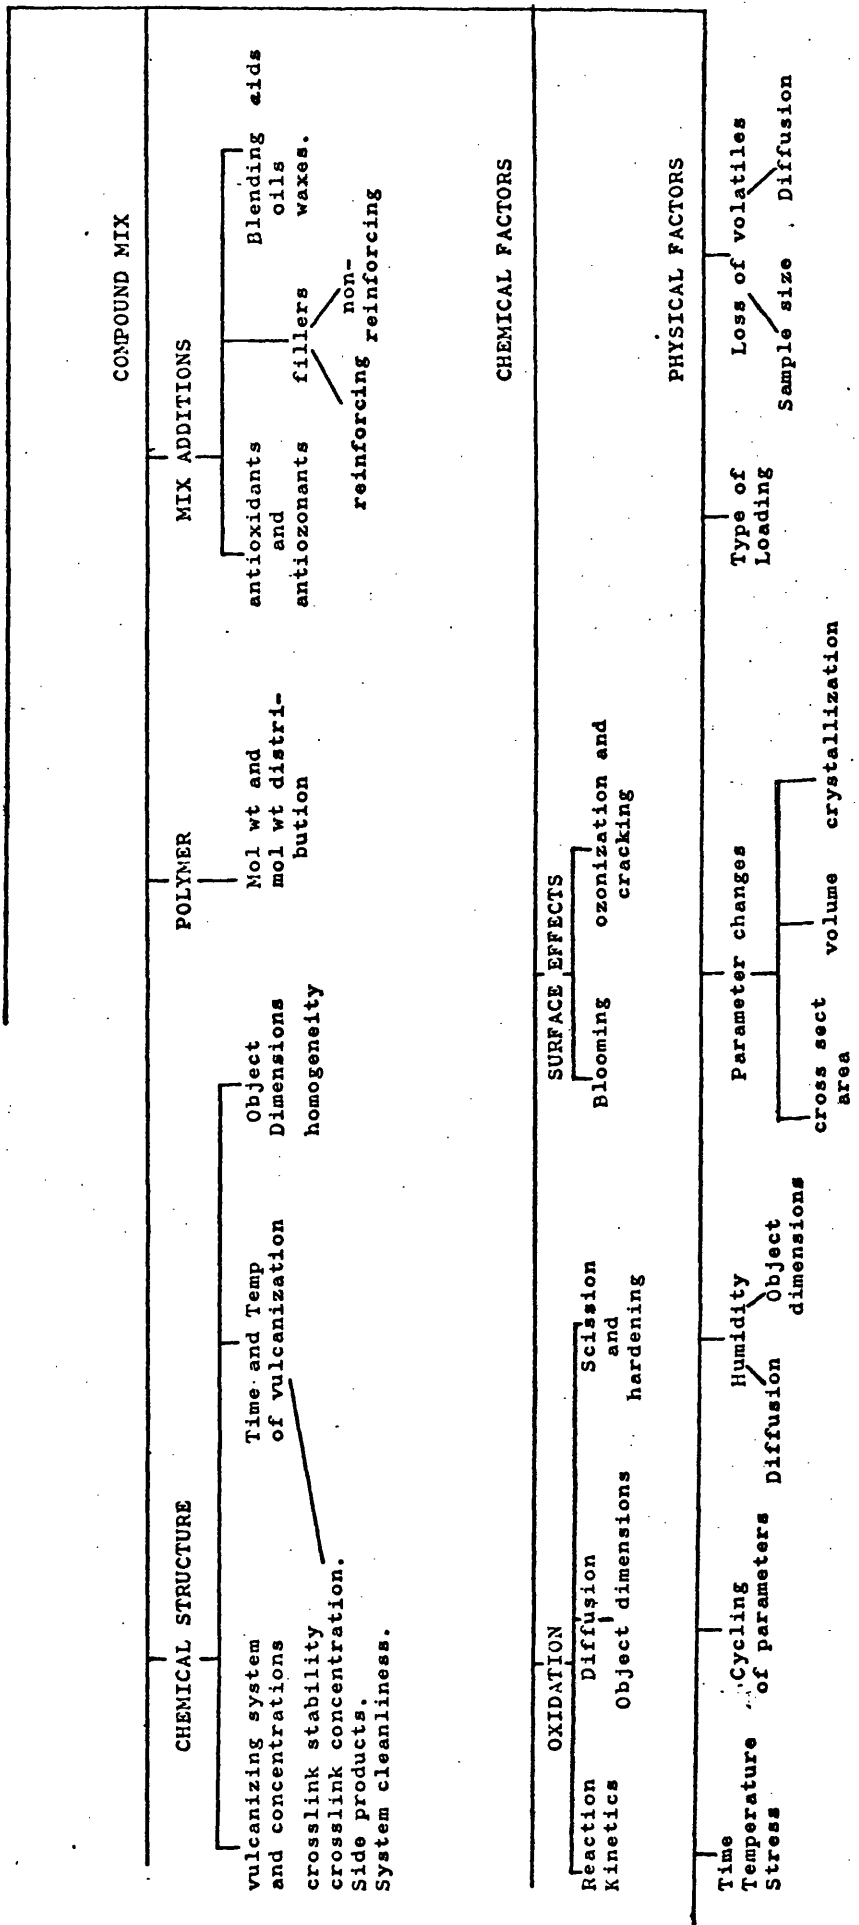 COMPOUND MIX
CHEMICAL STRUCTURE
POLYMER
MIX ADDITIONS
vulcanizing system
and concentrations
crosslink stability
crosslink concentration.
Side products.
System cleanliness.
Time and Temp
of vulcanization
Object
Dimensions
homogeneity
Mol wt and
mol wt distri-
bution
antioxidants
and
antiozonants
fillers
reinforcing
non-
reinforcing
Blending aids
oils
waxes.
CHEMICAL FACTORS
OXIDATION
SURFACE EFFECTS
Reaction
Kinetics
Diffusion
Object dimensions
Scission
and
hardening
Blooming
ozonization and
cracking
PHYSICAL FACTORS
Time
Temperature
Stress
Cycling
of parameters
Humidity
Diffusion
Object
dimensions
Parameter changes
cross sect
area
volume
crystallization
Type of
Loading
Loss of volatiles
Sample size
Diffusion